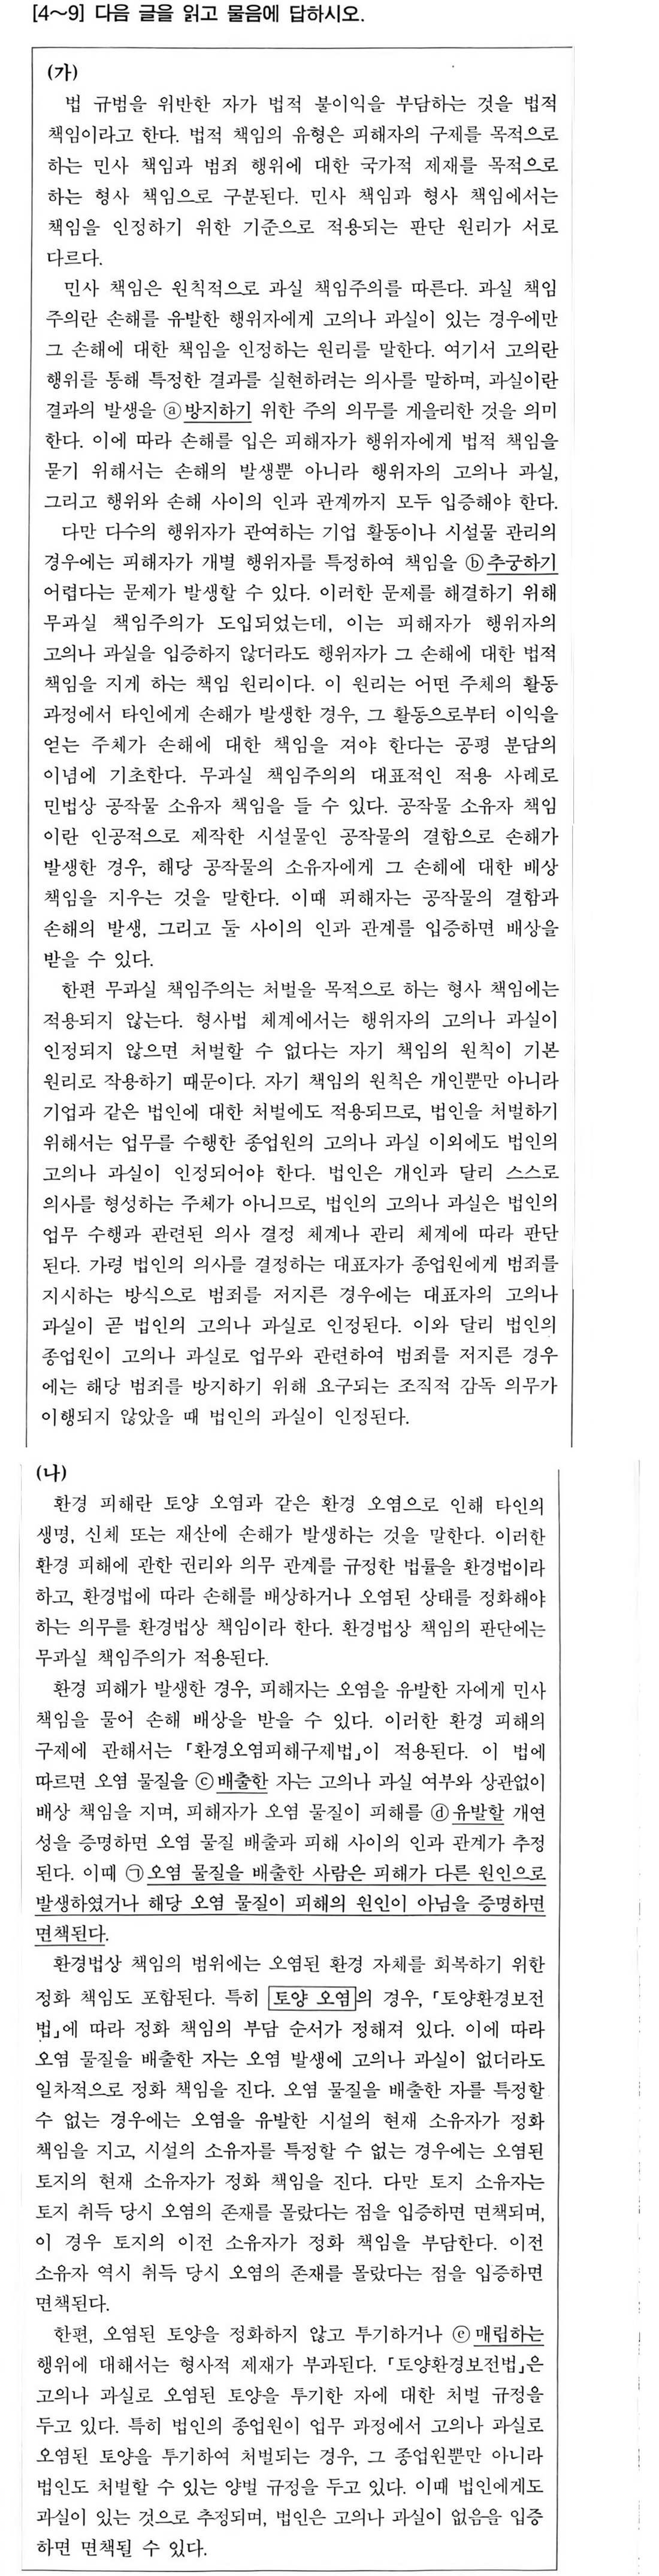 [4～9] 다음 글을 읽고 물음에 답하시오.
(가)
법 규범을 위반한 자가 법적 불이익을 부담하는 것을 법적
책임이라고 한다. 법적 책임의 유형은 피해자의 구제를 목적으로
하는 민사 책임과 범죄 행위에 대한 국가적 제재를 목적으로
하는 형사 책임으로 구분된다. 민사 책임과 형사 책임에서는
책임을 인정하기 위한 기준으로 적용되는 판단 원리가 서로
다르다.
민사 책임은 원칙적으로 과실 책임주의를 따른다. 과실 책임
주의란 손해를 유발한 행위자에게 고의나 과실이 있는 경우에만
그 손해에 대한 책임을 인정하는 원리를 말한다. 여기서 고의란
행위를 통해 특정한 결과를 실현하려는 의사를 말하며, 과실이란
결과의 발생을 ⓐ방지하기 위한 주의 의무를 게을리한 것을 의미
한다. 이에 따라 손해를 입은 피해자가 행위자에게 법적 책임을
묻기 위해서는 손해의 발생뿐 아니라 행위자의 고의나 과실,
그리고 행위와 손해 사이의 인과 관계까지 모두 입증해야 한다.
다만 다수의 행위자가 관여하는 기업 활동이나 시설물 관리의
경우에는 피해자가 개별 행위자를 특정하여 책임을 ⓑ추궁하기
어렵다는 문제가 발생할 수 있다. 이러한 문제를 해결하기 위해
무과실 책임주의가 도입되었는데, 이는 피해자가 행위자의
고의나 과실을 입증하지 않더라도 행위자가 그 손해에 대한 법적
책임을 지게 하는 책임 원리이다. 이 원리는 어떤 주체의 활동
과정에서 타인에게 손해가 발생한 경우, 그 활동으로부터 이익을
얻는 주체가 손해에 대한 책임을 져야 한다는 공평 분담의
이념에 기초한다. 무과실 책임주의의 대표적인 적용 사례로
민법상 공작물 소유자 책임을 들 수 있다. 공작물 소유자 책임
이란 인공적으로 제작한 시설물인 공작물의 결함으로 손해가
발생한 경우, 해당 공작물의 소유자에게 그 손해에 대한 배상
책임을 지우는 것을 말한다. 이때 피해자는 공작물의 결함과
손해의 발생, 그리고 둘 사이의 인과 관계를 입증하면 배상을
받을 수 있다.
한편 무과실 책임주의는 처벌을 목적으로 하는 형사 책임에는
적용되지 않는다. 형사법 체계에서는 행위자의 고의나 과실이
인정되지 않으면 처벌할 수 없다는 자기 책임의 원칙이 기본
원리로 작용하기 때문이다. 자기 책임의 원칙은 개인뿐만 아니라
기업과 같은 법인에 대한 처벌에도 적용되므로, 법인을 처벌하기
위해서는 업무를 수행한 종업원의 고의나 과실 이외에도 법인의
고의나 과실이 인정되어야 한다. 법인은 개인과 달리 스스로
의사를 형성하는 주체가 아니므로, 법인의 고의나 과실은 법인의
업무 수행과 관련된 의사 결정 체계나 관리 체계에 따라 판단
된다. 가령 법인의 의사를 결정하는 대표자가 종업원에게 범죄를
지시하는 방식으로 범죄를 저지른 경우에는 대표자의 고의나
과실이 곧 법인의 고의나 과실로 인정된다. 이와 달리 법인의
종업원이 고의나 과실로 업무와 관련하여 범죄를 저지른 경우
에는 해당 범죄를 방지하기 위해 요구되는 조직적 감독 의무가
이행되지 않았을 때 법인의 과실이 인정된다.
(나)
환경 피해란 토양 오염과 같은 환경 오염으로 인해 타인의
생명, 신체 또는 재산에 손해가 발생하는 것을 말한다. 이러한
환경 피해에 관한 권리와 의무 관계를 규정한 법률을 환경법이라
하고, 환경법에 따라 손해를 배상하거나 오염된 상태를 정화해야
하는 의무를 환경법상 책임이라 한다. 환경법상 책임의 판단에는
무과실 책임주의가 적용된다.
환경 피해가 발생한 경우, 피해자는 오염을 유발한 자에게 민사
책임을 물어 손해 배상을 받을 수 있다. 이러한 환경 피해의
구제에 관해서는 「환경오염피해구제법」이 적용된다. 이 법에
따르면 오염 물질을 ⓒ배출한 자는 고의나 과실 여부와 상관없이
배상 책임을 지며, 피해자가 오염 물질이 피해를 ⓓ유발할 개연
성을 증명하면 오염 물질 배출과 피해 사이의 인과 관계가 추정
된다. 이때 ㉠오염 물질을 배출한 사람은 피해가 다른 원인으로
발생하였거나 해당 오염 물질이 피해의 원인이 아님을 증명하면
면책된다.
환경법상 책임의 범위에는 오염된 환경 자체를 회복하기 위한
정화 책임도 포함된다. 특히 토양 오염의 경우, 「토양환경보전
법」에 따라 정화 책임의 부담 순서가 정해져 있다. 이에 따라
오염 물질을 배출한 자는 오염 발생에 고의나 과실이 없더라도
일차적으로 정화 책임을 진다. 오염 물질을 배출한 자를 특정할
수 없는 경우에는 오염을 유발한 시설의 현재 소유자가 정화
책임을 지고, 시설의 소유자를 특정할 수 없는 경우에는 오염된
토지의 현재 소유자가 정화 책임을 진다. 다만 토지 소유자는
토지 취득 당시 오염의 존재를 몰랐다는 점을 입증하면 면책되며,
이 경우 토지의 이전 소유자가 정화 책임을 부담한다. 이전
소유자 역시 취득 당시 오염의 존재를 몰랐다는 점을 입증하면
면책된다.
한편, 오염된 토양을 정화하지 않고 투기하거나 ⓔ매립하는
행위에 대해서는 형사적 제재가 부과된다. 「토양환경보전법」은
고의나 과실로 오염된 토양을 투기한 자에 대한 처벌 규정을
두고 있다. 특히 법인의 종업원이 업무 과정에서 고의나 과실로
오염된 토양을 투기하여 처벌되는 경우, 그 종업원뿐만 아니라
법인도 처벌할 수 있는 양벌 규정을 두고 있다. 이때 법인에게도
과실이 있는 것으로 추정되며, 법인은 고의나 과실이 없음을 입증
하면 면책될 수 있다.